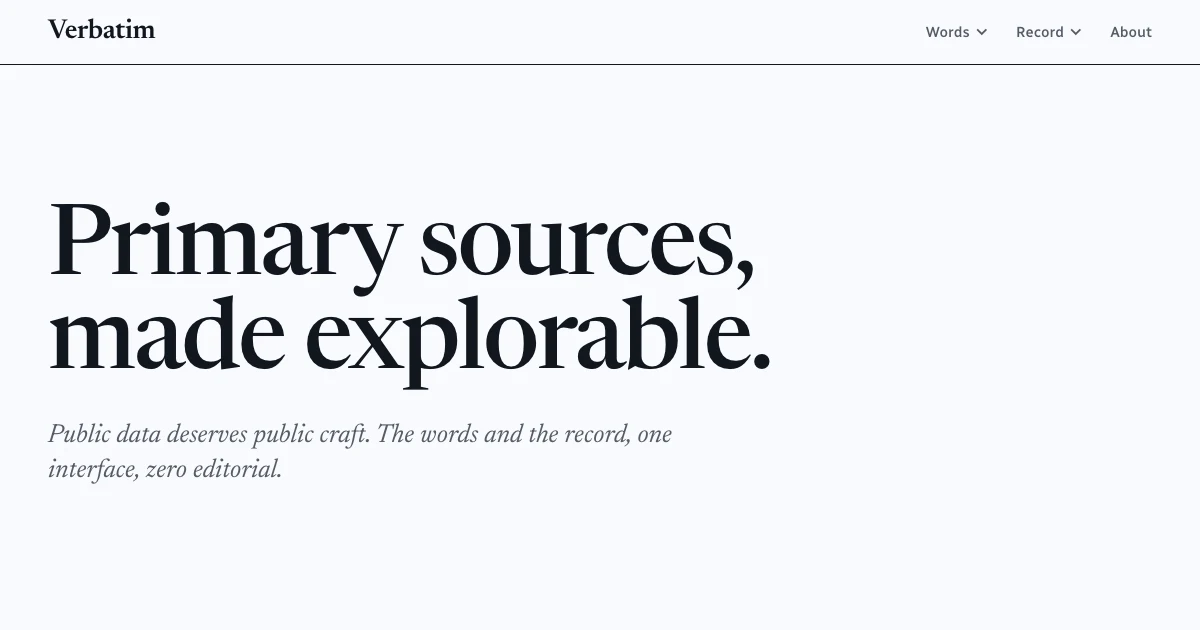 Verbatim
Words
Record
About
Primary sources,
made explorable.
Public data deserves public craft. The words and the record, one
interface, zero editorial.